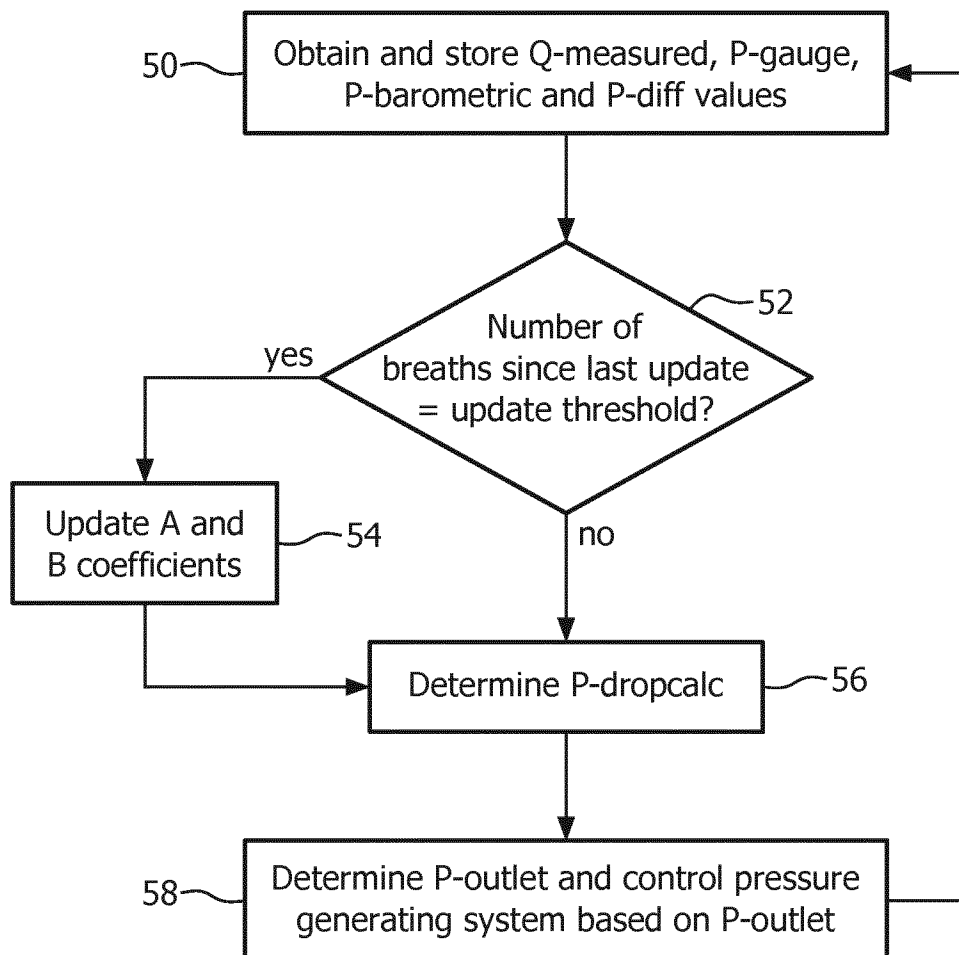 50
Obtain and store Q-measured, P-gauge,
P-barometric and P-diff values
52
Number of
breaths since last update
= update threshold?
yes
no
Update A and
B coefficients
54
Determine P-dropcalc
56
58
Determine P-outlet and control pressure
generating system based on P-outlet